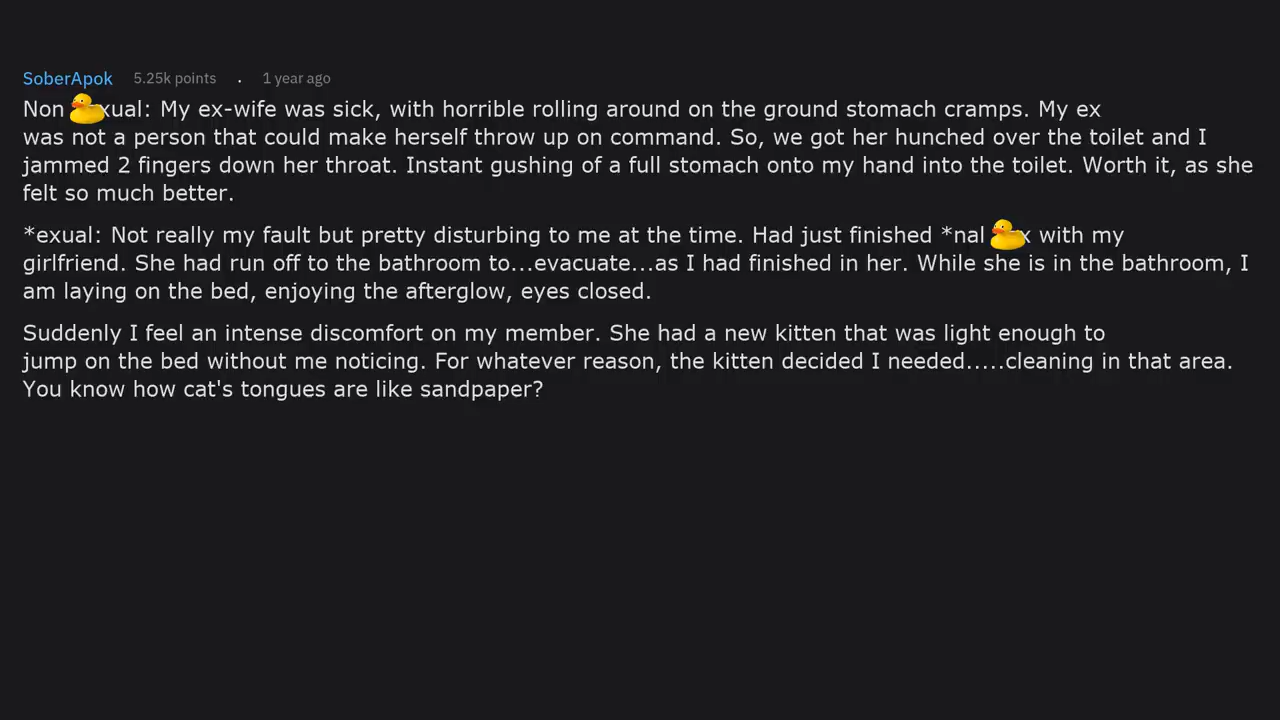 SoberApok 5.25k points . 1 year ago
Non xual: My ex-wife was sick, with horrible rolling around on the ground stomach cramps. My ex
was not a person that could make herself throw up on command. So, we got her hunched over the toilet and I
jammed 2 fingers down her throat. Instant gushing of a full stomach onto my hand into the toilet. Worth it, as she
felt so much better.
*exual: Not really my fault but pretty disturbing to me at the time. Had just finished *nal x with my
girlfriend. She had run off to the bathroom to...evacuate...as I had finished in her. While she is in the bathroom, I
am laying on the bed, enjoying the afterglow, eyes closed.
Suddenly I feel an intense discomfort on my member. She had a new kitten that was light enough to
jump on the bed without me noticing. For whatever reason, the kitten decided I needed.....cleaning in that area.
You know how cat's tongues are like sandpaper?